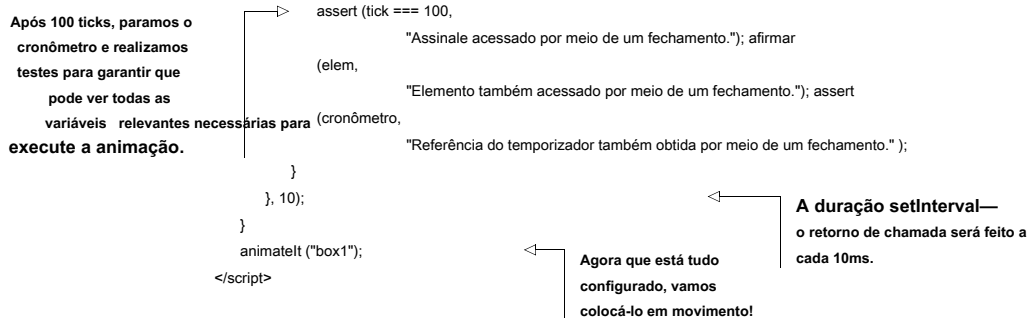 Após 100 ticks, paramos o
cronômetro e realizamos
testes para garantir que
pode ver todas as
variáveis relevantes necessárias para
execute a animação.
assert (tick === 100,
"Assinale acessado por meio de um fechamento."); afirmar
(elem,
"Elemento também acessado por meio de um fechamento."); assert
(cronômetro,
"Referência do temporizador também obtida por meio de um fechamento." );
}
}, 10);
}
animateIt ("box1");
</script>
A duração setInterval—
o retorno de chamada será feito a
cada 10ms.
Agora que está tudo
configurado, vamos
colocá-lo em movimento!